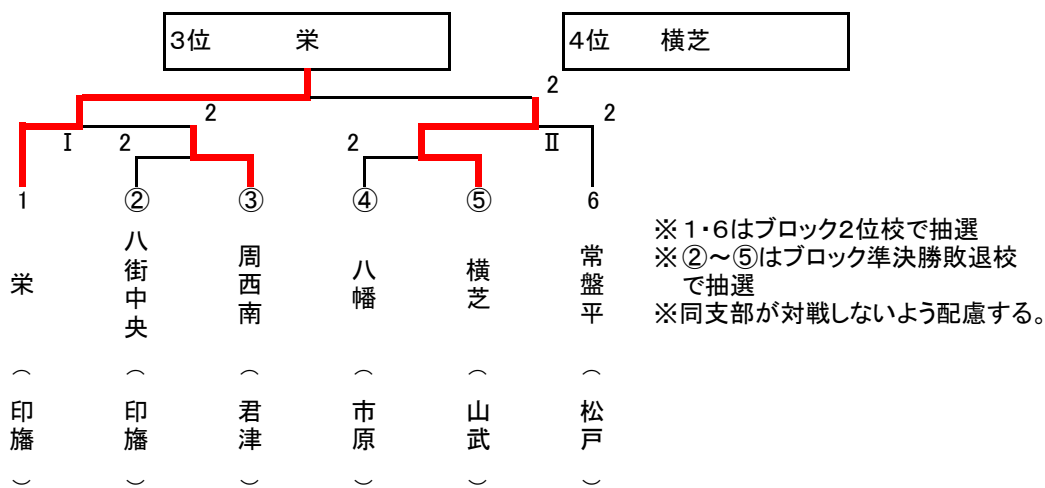 3位 栄
4位 横芝
2
2
2
Ⅰ
2
2
Ⅱ
1
②
③
④
⑤
6
栄
八街中央
周西南
八幡
横芝
常盤平
（印旛）
（印旛）
（君津）
（市原）
（山武）
（松戸）
※1・6はブロック2位校で抽選
※②～⑤はブロック準決勝敗退校
で抽選
※同支部が対戦しないよう配慮する。